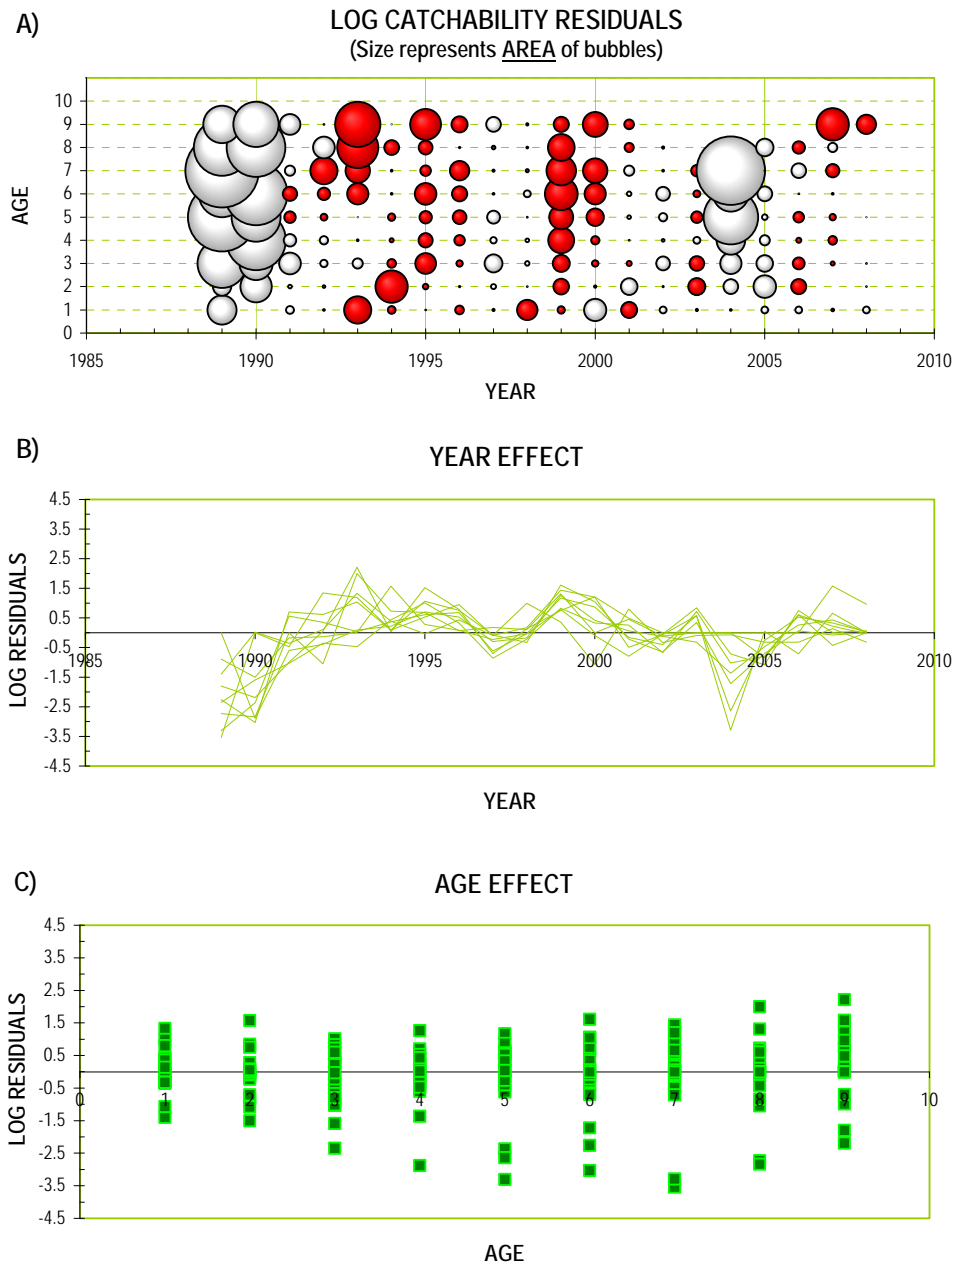 A)
LOG CATCHABILITY RESIDUALS
(Size represents AREA of bubbles)
10
9
8
7
6
5
4
3
2
1
0
AGE
1985 1990 1995 2000 2005 2010
YEAR
B)
YEAR EFFECT
4.5
3.5
2.5
1.5
0.5
-0.5
-1.5
-2.5
-3.5
-4.5
LOG RESIDUALS
1985 1990 1995 2000 2005 2010
YEAR
C)
AGE EFFECT
4.5
3.5
2.5
1.5
0.5
-0.5
-1.5
-2.5
-3.5
-4.5
LOG RESIDUALS
0 1 2 3 4 5 6 7 8 9 10
AGE